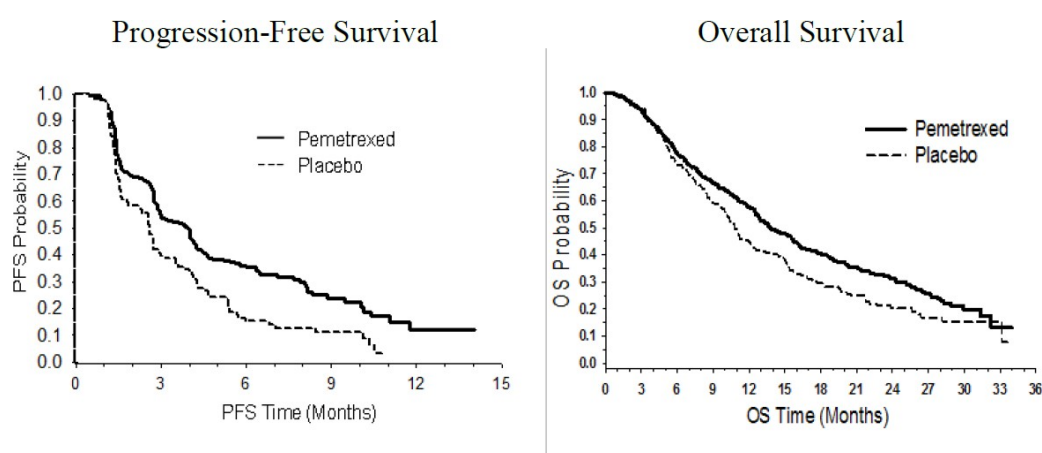 Progression-Free Survival
PFS Probability
1.0
0.9
0.8
0.7
0.6
0.5
0.4
0.3
0.2
0.1
0.0
Pemetrexed
Placebo
0 3 6 9 12 15
PFS Time (Months)
Overall Survival
OS Probability
1.0
0.9
0.8
0.7
0.6
0.5
0.4
0.3
0.2
0.1
0.0
Pemetrexed
Placebo
0 3 6 9 12 15 18 21 24 27 30 33 36
OS Time (Months)